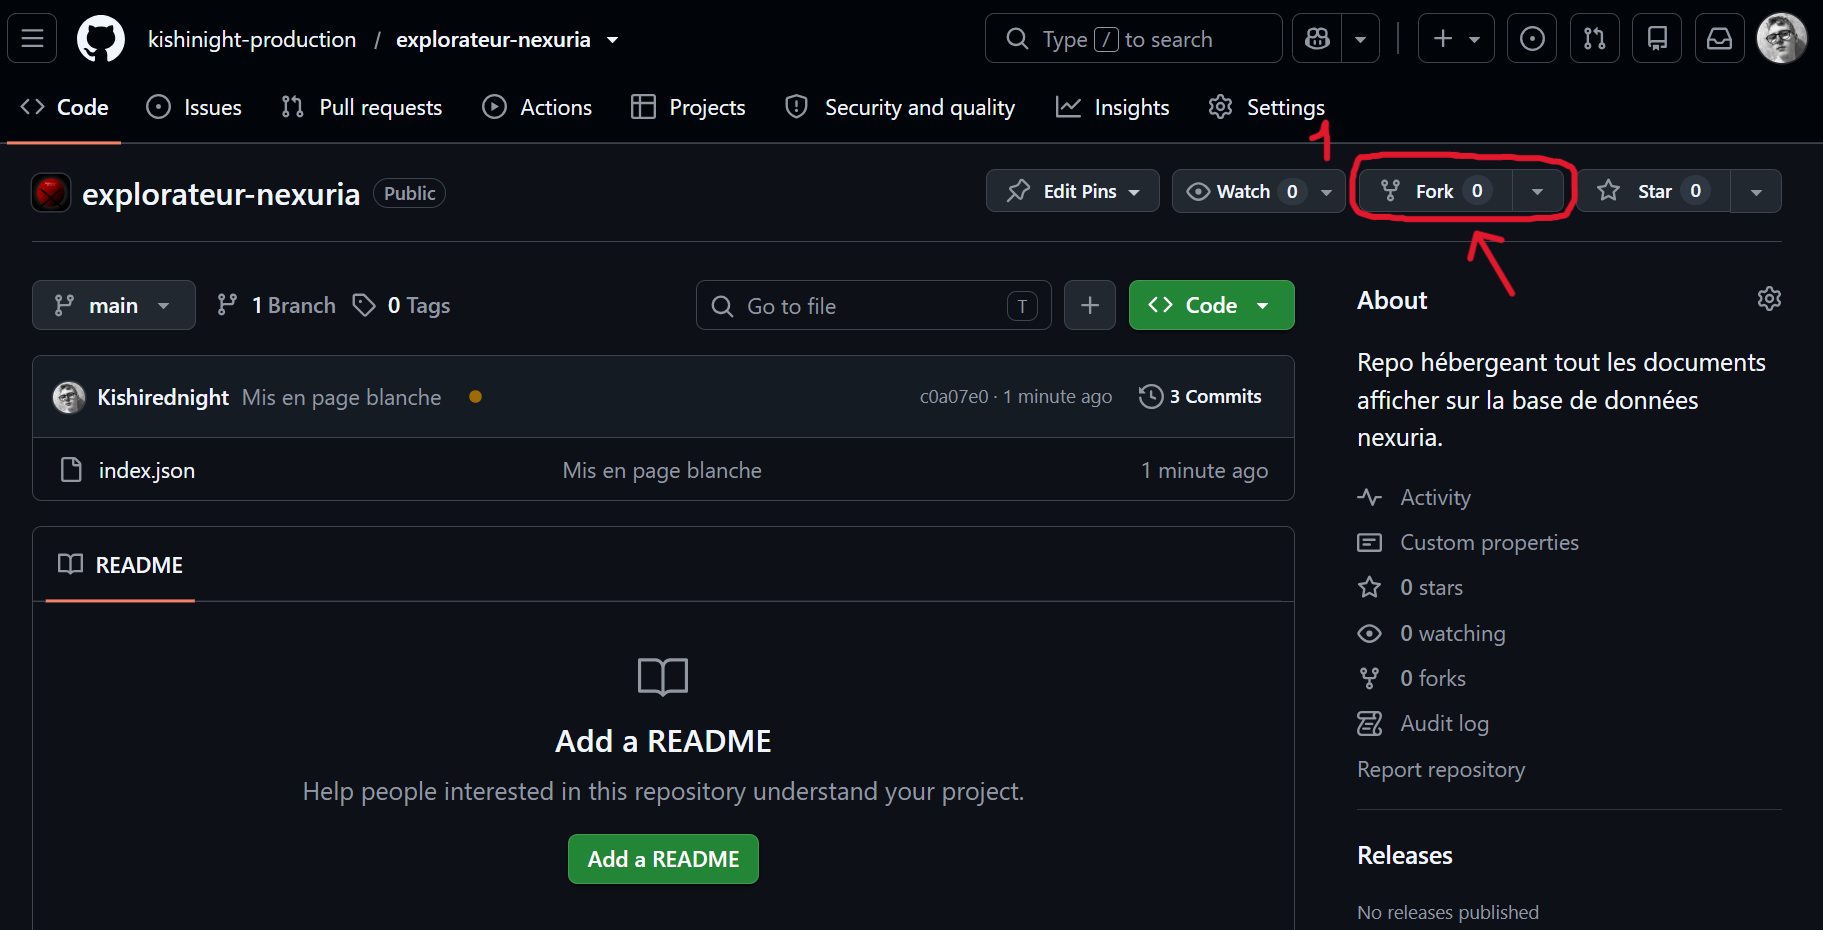 kishinight-production / explorateur-nexuria
Type / to search
Code Issues Pull requests Actions Projects Security and quality Insights Settings
1
explorateur-nexuria Public
Edit Pins Watch 0 Fork 0 Star 0
main 1 Branch 0 Tags
Go to file T
Code
Kishirednight Mis en page blanche c0a07e0 · 1 minute ago 3 Commits
index.json Mis en page blanche 1 minute ago
README
Add a README
Help people interested in this repository understand your project.
Add a README
About
Repo hébergeant tout les documents
afficher sur la base de données
nexuria.
Activity
Custom properties
0 stars
0 watching
0 forks
Audit log
Report repository
Releases
No releases published